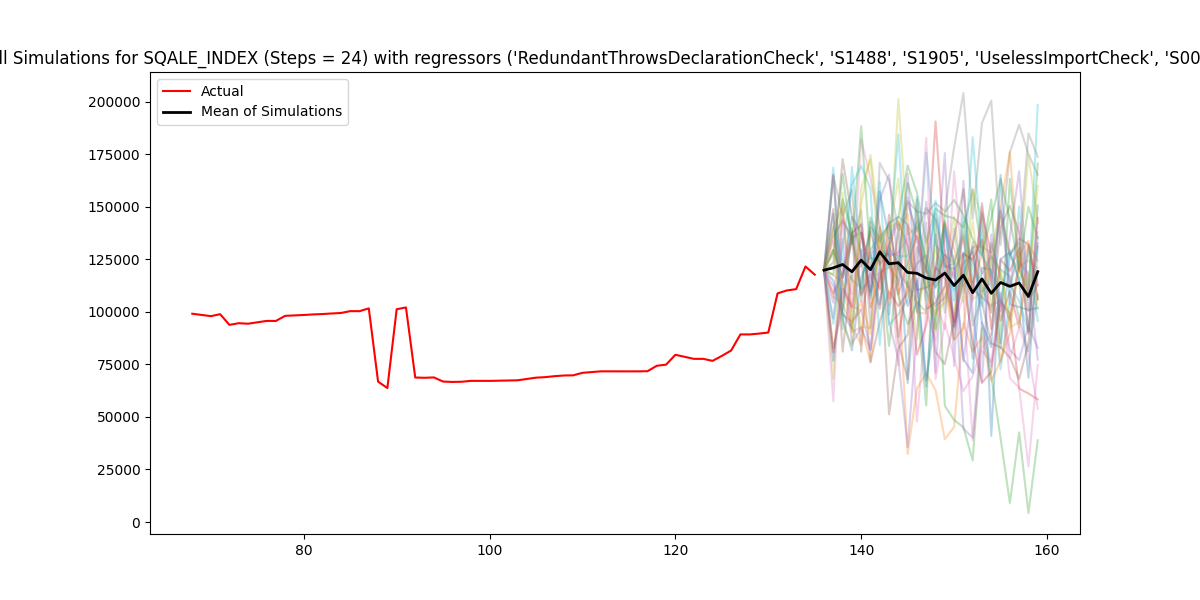 ll Simulations for SQALE_INDEX (Steps = 24) with regressors ('RedundantThrowsDeclarationCheck', 'S1488', 'S1905', 'UselessImportCheck', 'S00
Actual
Mean of Simulations
200000
175000
150000
125000
100000
75000
50000
25000
0
80 100 120 140 160